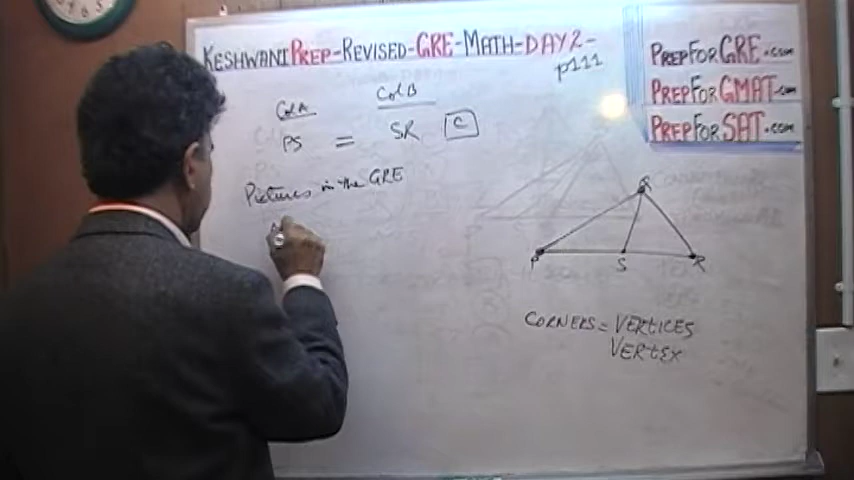 KESHWANIPREP-REVISED-GRE-MATH-DAY2-
p111
PREPFORGRE.com
PREPFORGMAT.com
PREPFORSAT.com
Col A
Col B
PS = SR C
Pictures in the GRE
P
S
R
CORNERS = VERTICES
VERTEX